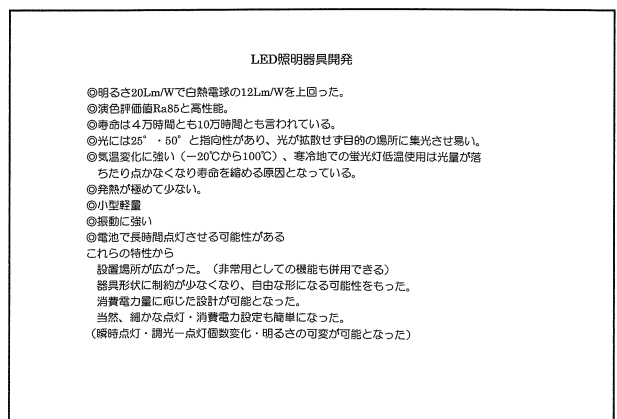 LED照明器具開発
◎明るさ20Lm/Wで白熱電球の12Lm/Wを上回った。
◎演色評価値Ra85と高性能。
◎寿命は４万時間とも10万時間とも言われている。
◎光には25°・50°と指向性があり、光が拡散せず目的の場所に集光させ易い。
◎気温変化に強い（－20℃から100℃）、寒冷地での蛍光灯低温使用は光量が落
ちたり点かなくなり寿命を縮める原因となっている。
◎発熱が極めて少ない。
◎小型軽量
◎振動に強い
◎電池で長時間点灯させる可能性がある
これらの特性から
設置場所が広がった。（非常用としての機能も併用できる）
器具形状に制約が少なくなり、自由な形になる可能性をもった。
消費電力量に応じた設計が可能となった。
当然、細かな点灯・消費電力設定も簡単になった。
（瞬時点灯・調光ー点灯個数変化・明るさの可変が可能となった）